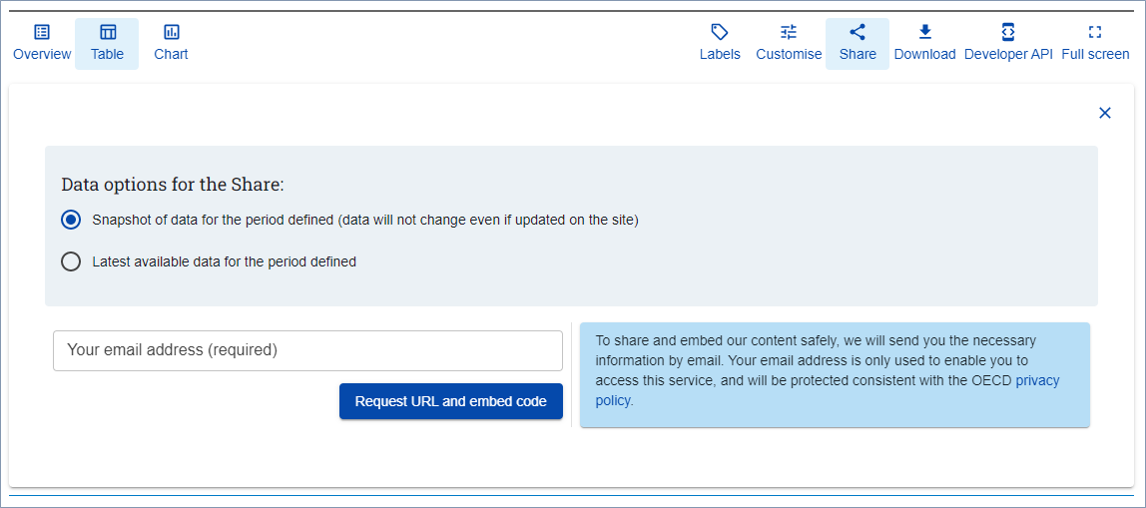 Overview Table Chart Labels Customise Share Download Developer API Full screen
Data options for the Share:
Snapshot of data for the period defined (data will not change even if updated on the site)
Latest available data for the period defined
Your email address (required)
Request URL and embed code
To share and embed our content safely, we will send you the necessary
information by email. Your email address is only used to enable you to
access this service, and will be protected consistent with the OECD privacy
policy.